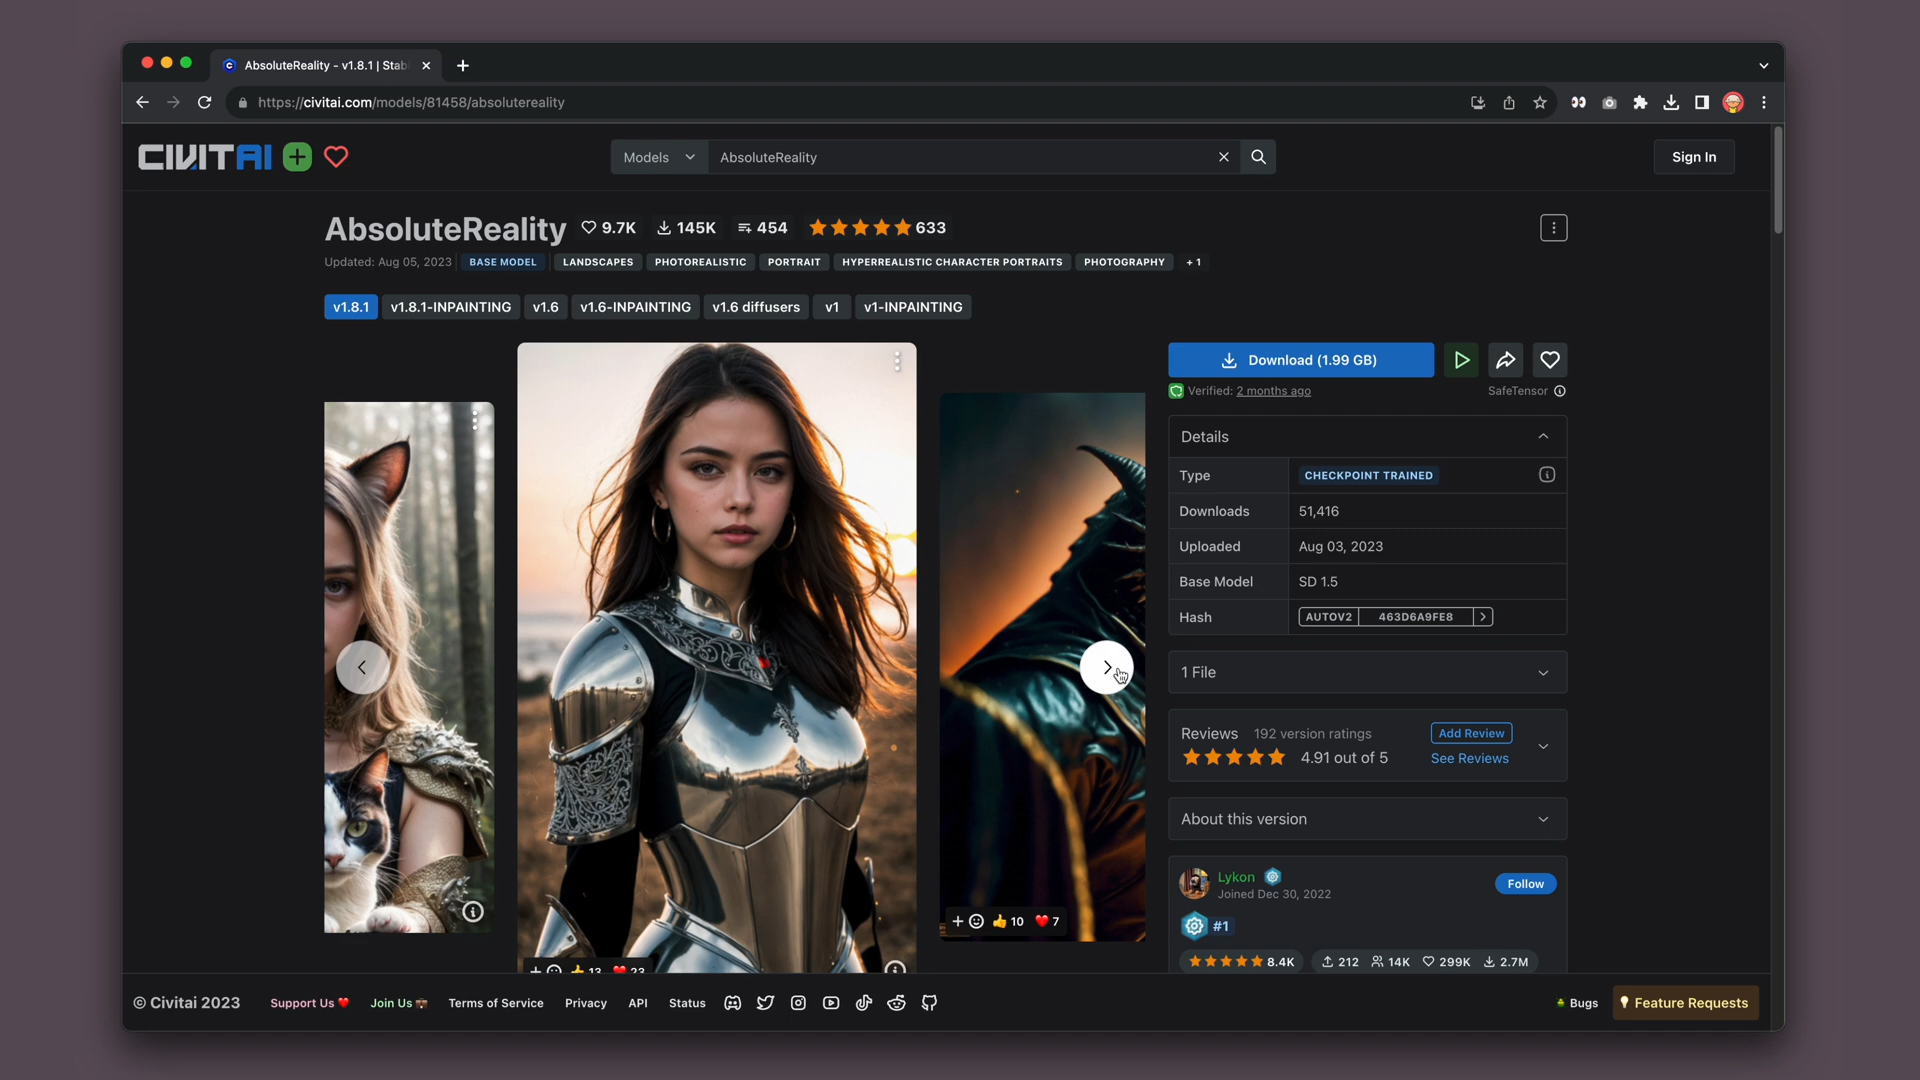 AbsoluteReality - v1.8.1 | Stab
https://civitai.com/models/81458/absolutereality
CIVITAI
Models
AbsoluteReality
Sign In
AbsoluteReality 9.7K 145K 454 633
Updated: Aug 05, 2023 BASE MODEL LANDSCAPES PHOTOREALISTIC PORTRAIT HYPERREALISTIC CHARACTER PORTRAITS PHOTOGRAPHY + 1
v1.8.1 v1.8.1-INPAINTING v1.6 v1.6-INPAINTING v1.6 diffusers v1 v1-INPAINTING
Download (1.99 GB)
Verified: 2 months ago SafeTensor
Details
Type CHECKPOINT TRAINED
Downloads 51,416
Uploaded Aug 03, 2023
Base Model SD 1.5
Hash AUTOV2 463D6A9FE8
1 File
Reviews 192 version ratings Add Review
4.91 out of 5 See Reviews
About this version
Lykon
Joined Dec 30, 2022
Follow
#1
8.4K 212 14K 299K 2.7M
10 7
13 23
© Civitai 2023 Support Us Join Us Terms of Service Privacy API Status Bugs Feature Requests